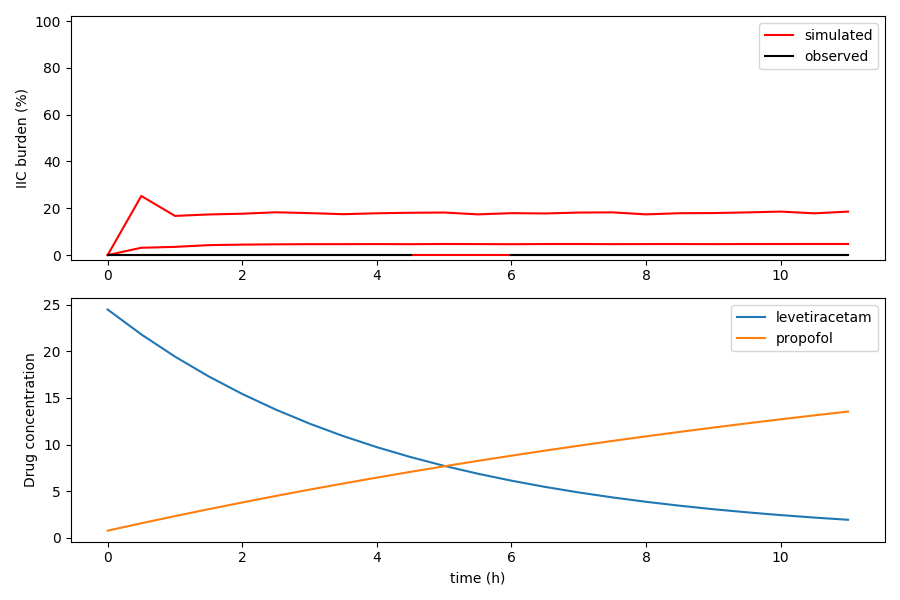 100
80
60
40
20
0
IIC burden (%)
simulated
observed
0 2 4 6 8 10
25
20
15
10
5
0
Drug concentration
levetiracetam
propofol
0 2 4 6 8 10
time (h)